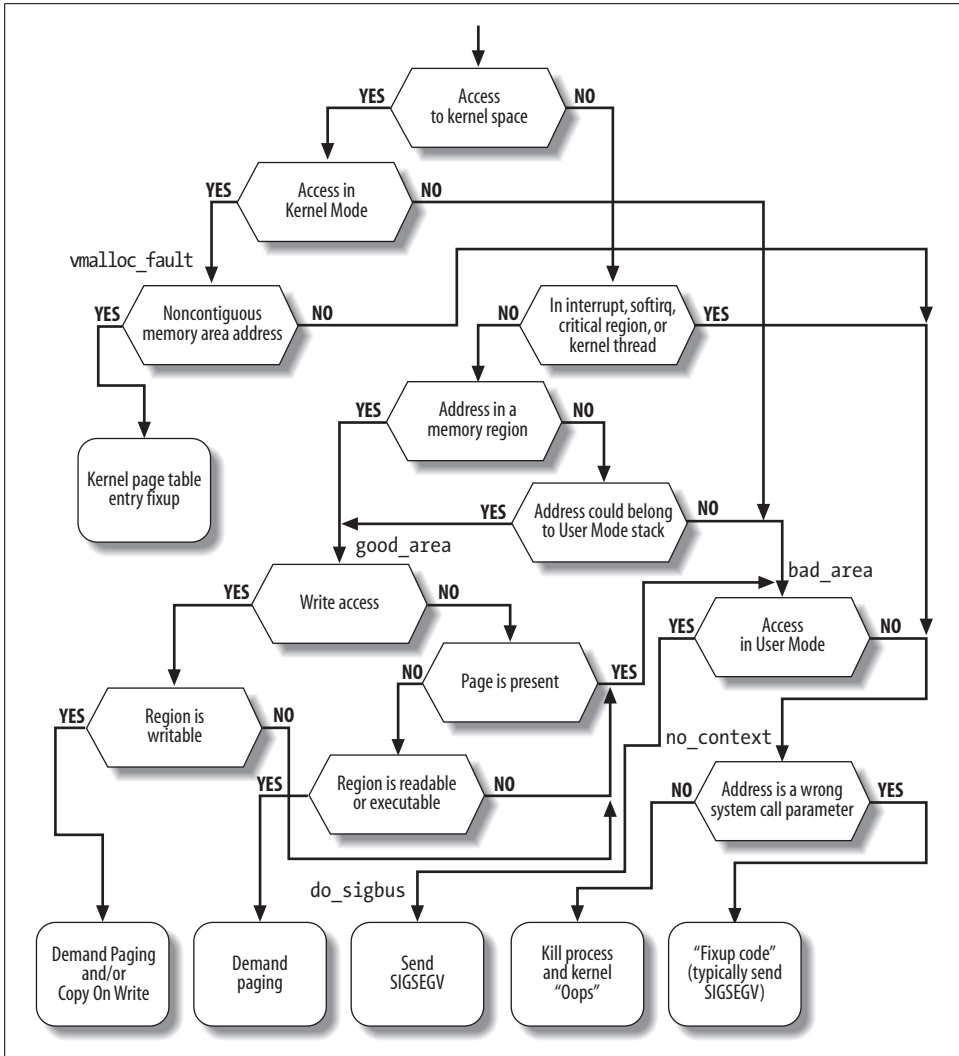 Access
to kernel space
YES
NO
Access in
Kernel Mode
YES
NO
vmalloc_fault
Noncontiguous
memory area address
YES
NO
In interrupt, softirq,
critical region, or
kernel thread
NO
YES
Address in a
memory region
YES
NO
Kernel page table
entry fixup
Address could belong
to User Mode stack
YES
NO
good_area
bad_area
Write access
YES
NO
Access
in User Mode
YES
NO
Page is present
NO
YES
Region is
writable
YES
NO
no_context
Region is readable
or executable
YES
NO
Address is a wrong
system call parameter
NO
YES
do_sigbus
Demand Paging
and/or
Copy On Write
Demand
paging
Send
SIGSEGV
Kill process
and kernel
“Oops”
“Fixup code”
(typically send
SIGSEGV)